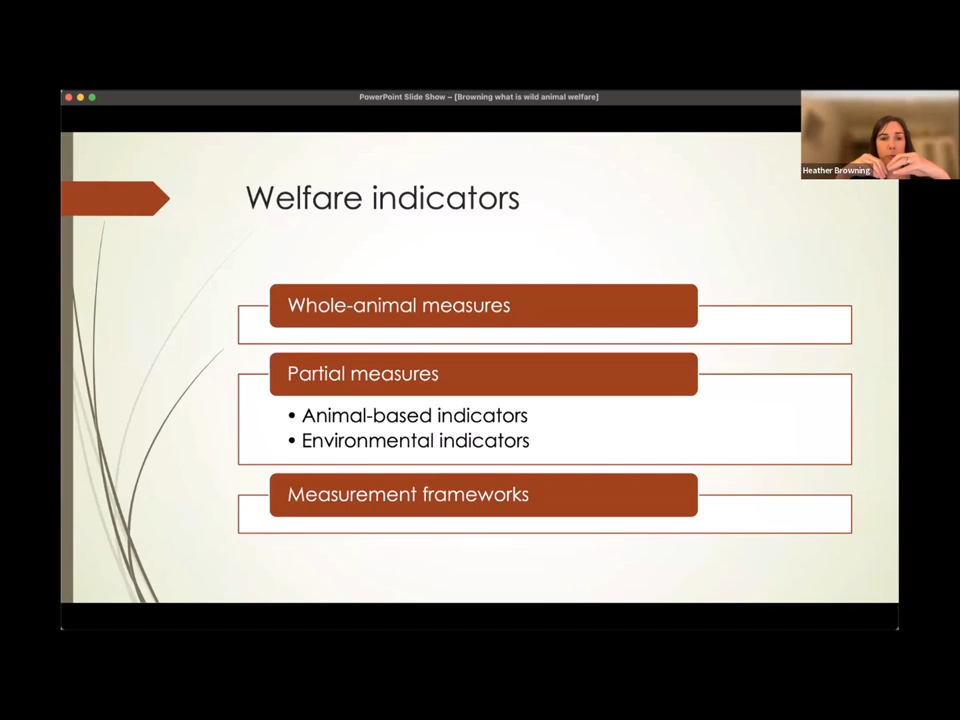 PowerPoint Slide Show – [Browning what is wild animal welfare]
Heather Browning
Welfare indicators
Whole-animal measures
Partial measures
• Animal-based indicators
• Environmental indicators
Measurement frameworks